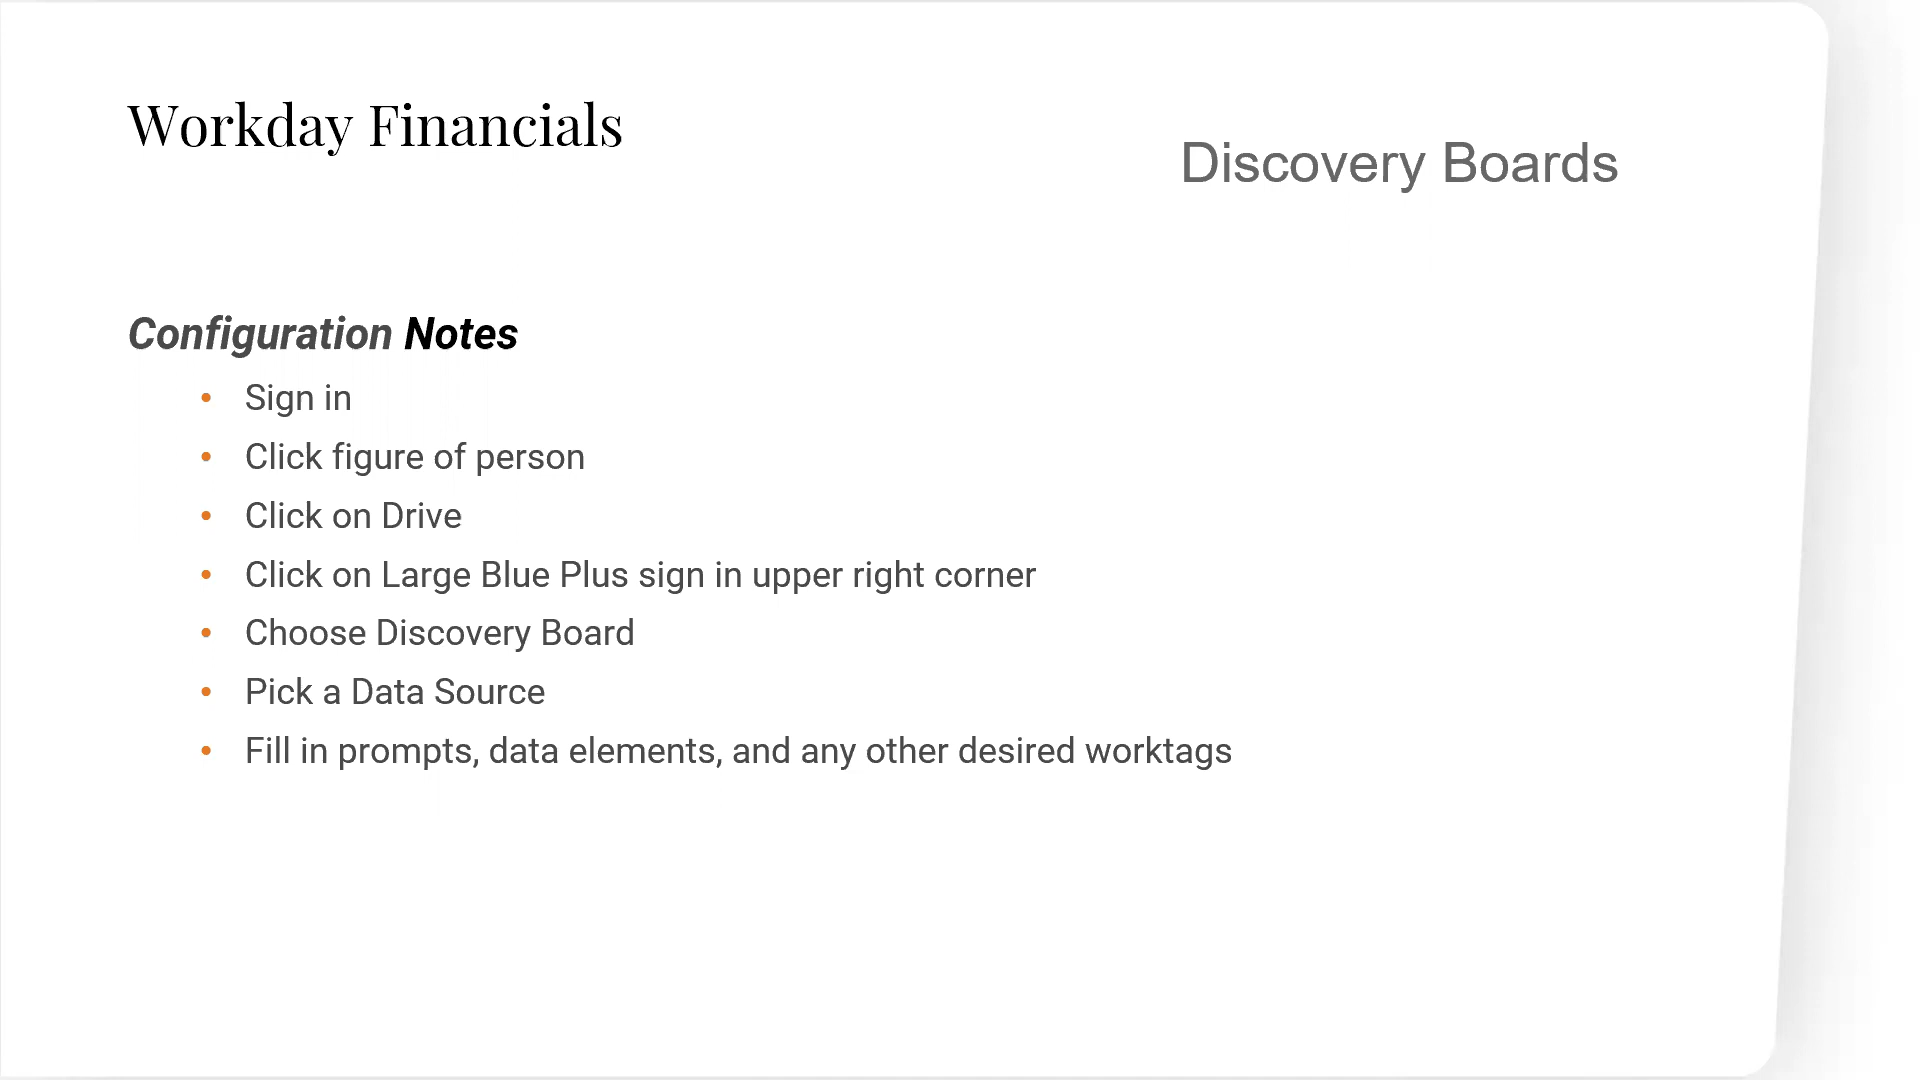 Workday Financials
Discovery Boards
Configuration Notes
• Sign in
• Click figure of person
• Click on Drive
• Click on Large Blue Plus sign in upper right corner
• Choose Discovery Board
• Pick a Data Source
• Fill in prompts, data elements, and any other desired worktags